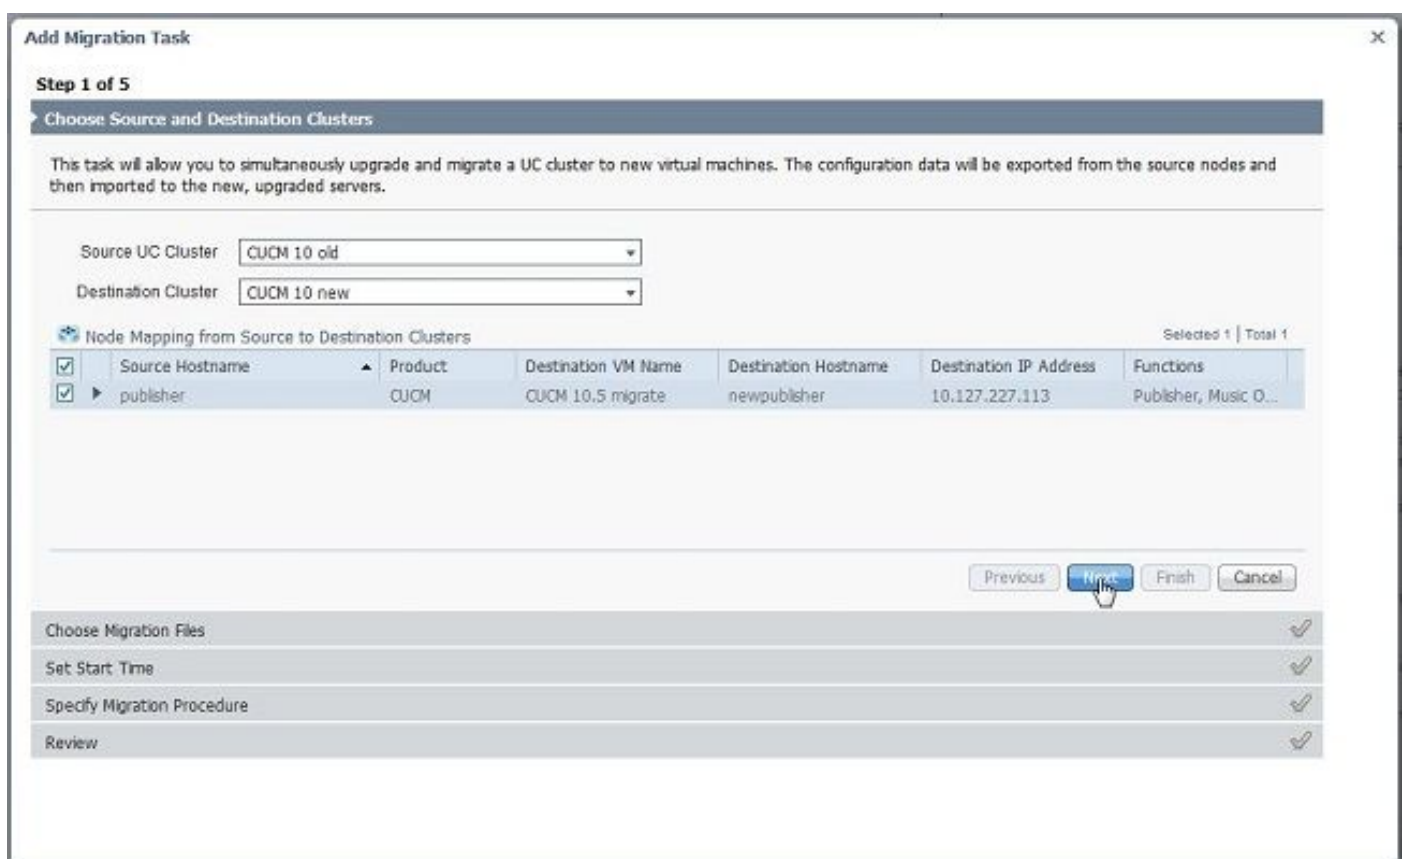 Add Migration Task
Step 1 of 5
Choose Source and Destination Clusters
This task will allow you to simultaneously upgrade and migrate a UC cluster to new virtual machines. The configuration data will be exported from the source nodes and
then imported to the new, upgraded servers.
Source UC Cluster CUCM 10 old
Destination Cluster CUCM 10 new
Node Mapping from Source to Destination Clusters Selected 1 | Total 1
Source Hostname Product Destination VM Name Destination Hostname Destination IP Address Functions
publisher CUCM CUCM 10.5 migrate newpublisher 10.127.227.113 Publisher, Music O...
Previous Next Finish Cancel
Choose Migration Files
Set Start Time
Specify Migration Procedure
Review